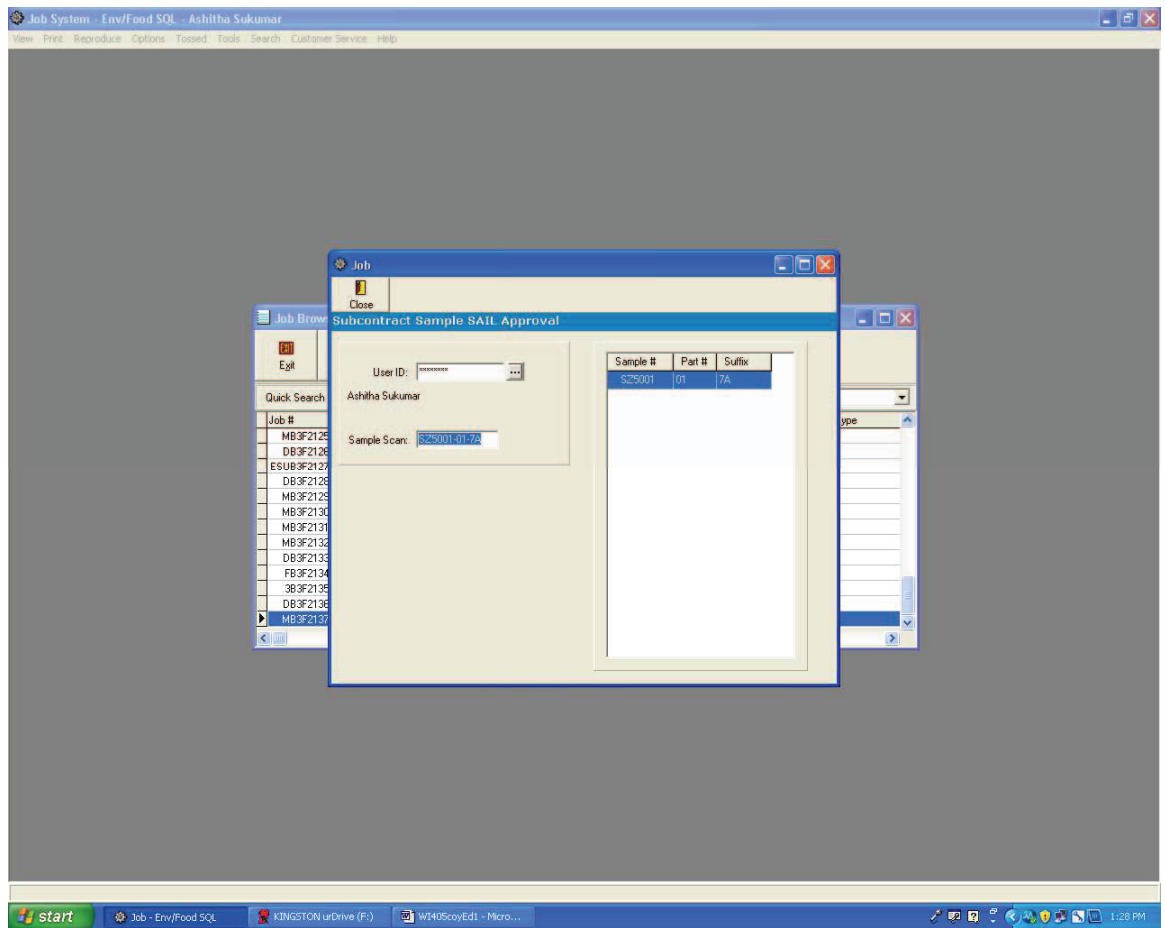 Job System - Env/Food SQL - Ashitha Sukumar
View Print Reproduce Options Tossed Tools Search Customer Service Help
Job
Close
Job Brow
Subcontract Sample SAIL Approval
Exit
User ID: ******** ...
Sample # Part # Suffix
SZ5001 01 7A
Quick Search
Ashitha Sukumar
Job #
ype
MB3F2125
Sample Scan: SZ5001-01-7A
DB3F2126
ESUB3F2127
DB3F2128
MB3F2129
MB3F2130
MB3F2131
MB3F2132
DB3F2133
FB3F2134
3B3F2135
DB3F2136
MB3F2137
start
Job - Env/Food SQL
KINGSTON urDrive (F:)
WI405coyEd1 - Micro...
1:28 PM